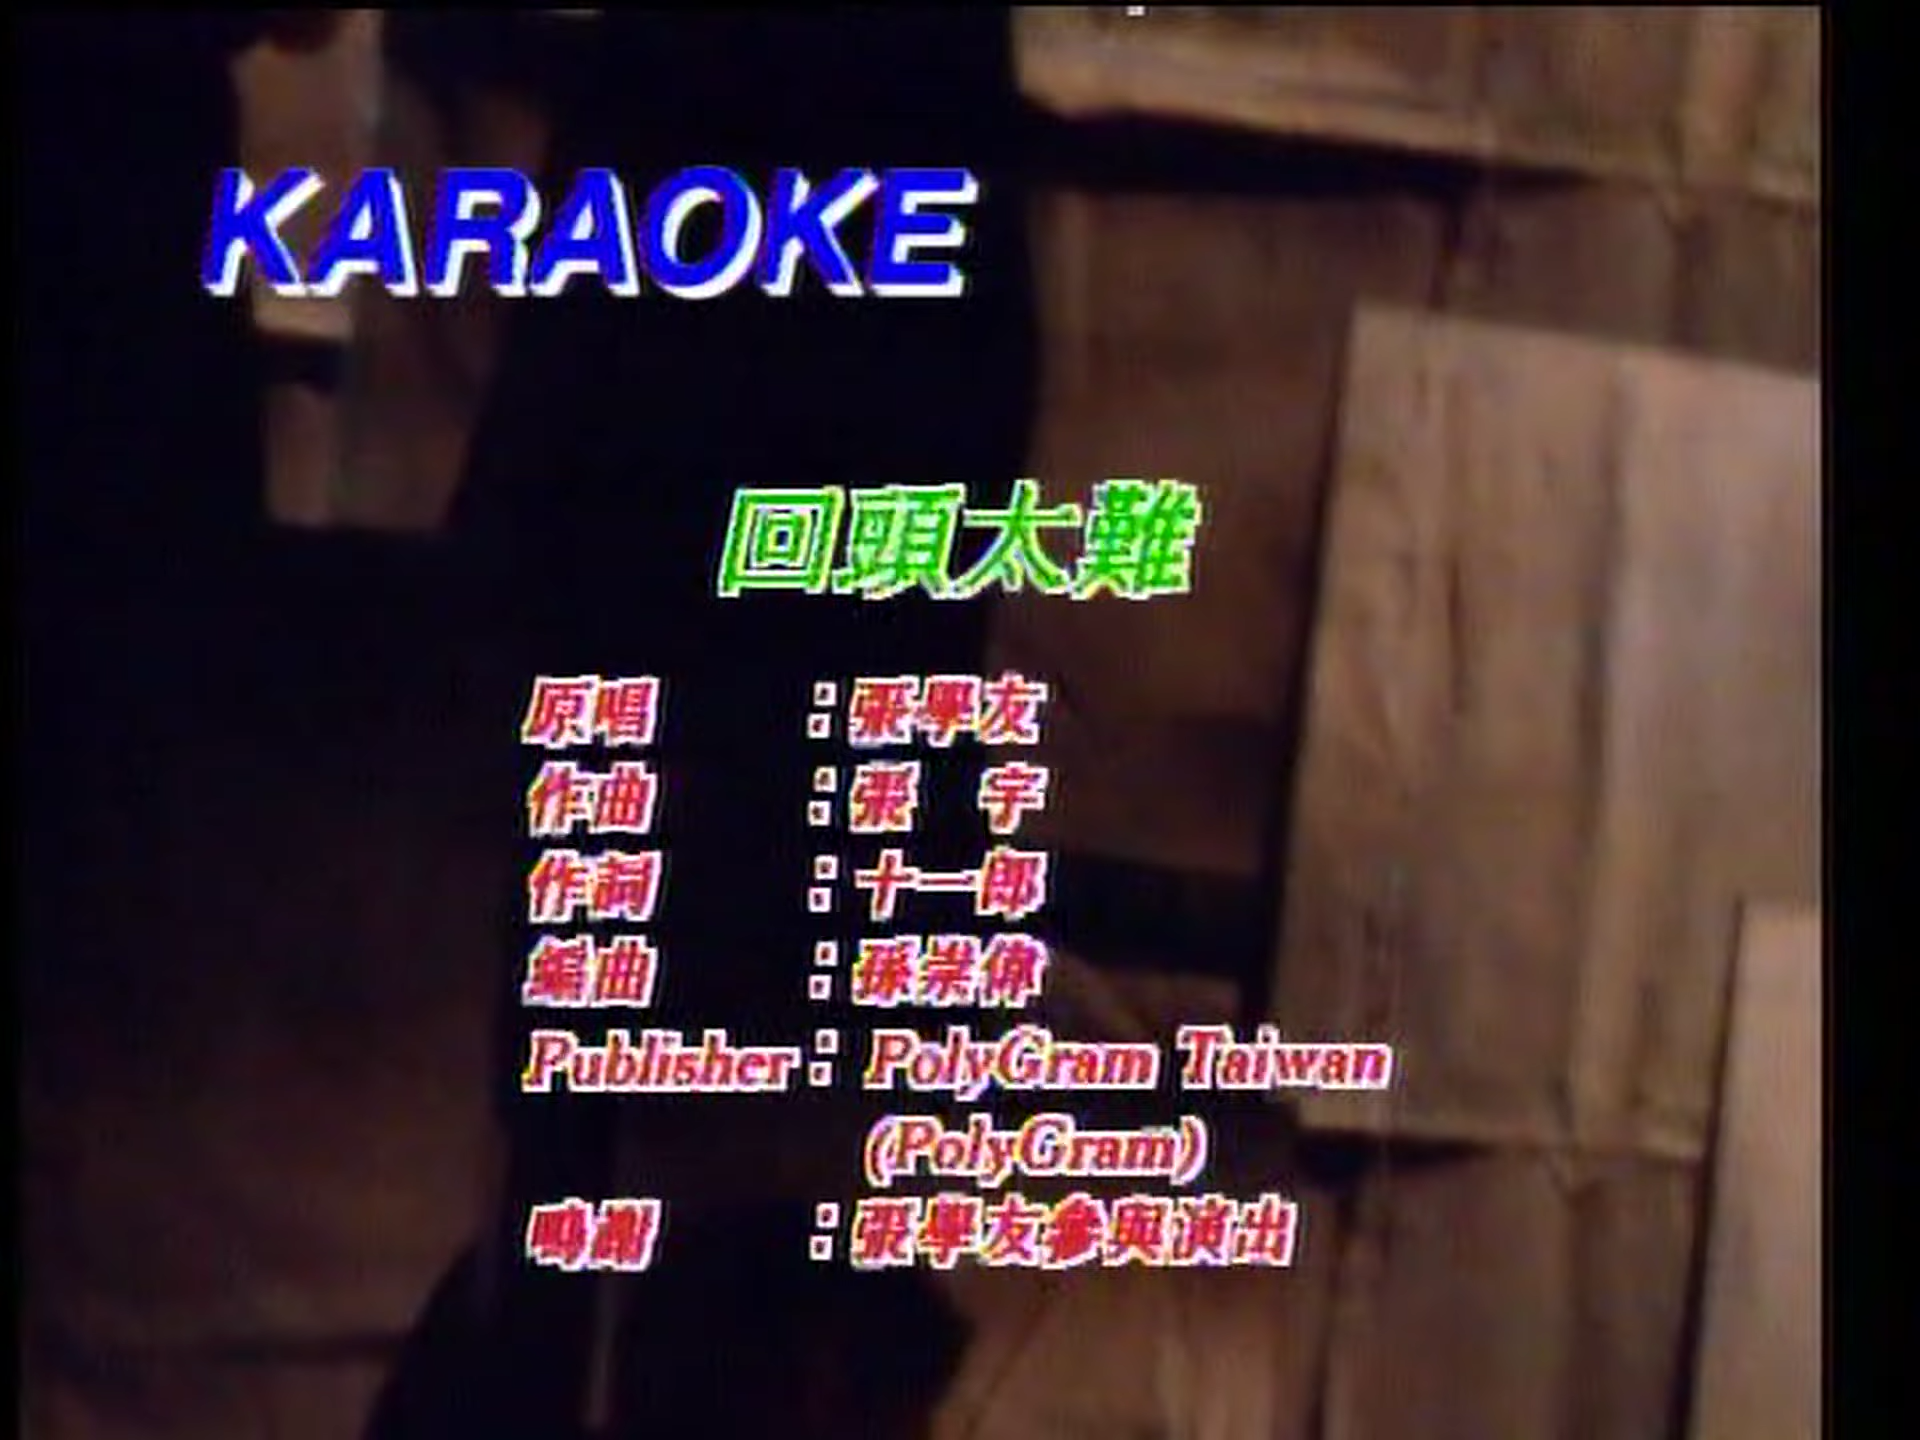 KARAOKE
回頭太難
原唱：張學友
作曲：張　宇
作詞：十一郎
編曲：孫崇偉
Publisher： PolyGram Taiwan
(PolyGram)
鳴謝：張學友參與演出